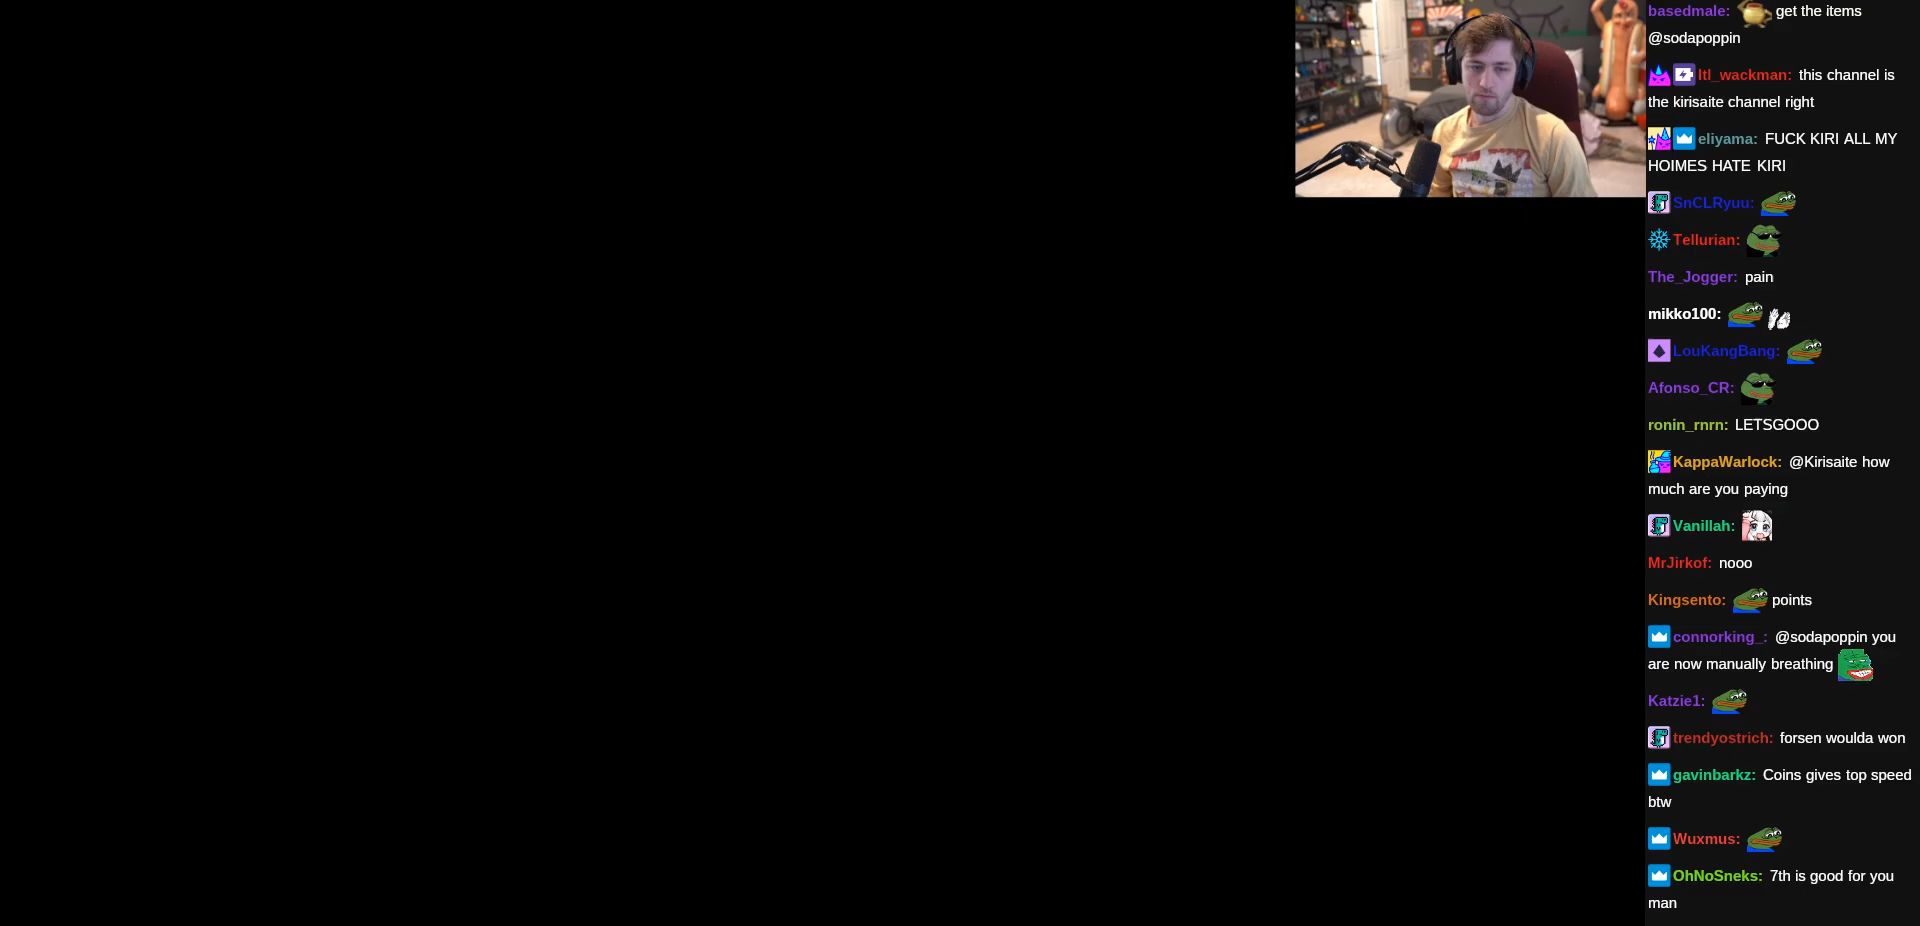 basedmale: get the items
@sodapoppin
ltl_wackman: this channel is
the kirisaite channel right
eliyama: FUCK KIRI ALL MY
HOIMES HATE KIRI
SnCLRyuu:
Tellurian:
The_Jogger: pain
mikko100:
LouKangBang:
Afonso_CR:
ronin_rnrn: LETSGOOO
KappaWarlock: @Kirisaite how
much are you paying
Vanillah:
MrJirkof: nooo
Kingsento: points
connorking_: @sodapoppin you
are now manually breathing
Katzie1:
trendyostrich: forsen woulda won
gavinbarkz: Coins gives top speed
btw
Wuxmus:
OhNoSneks: 7th is good for you
man